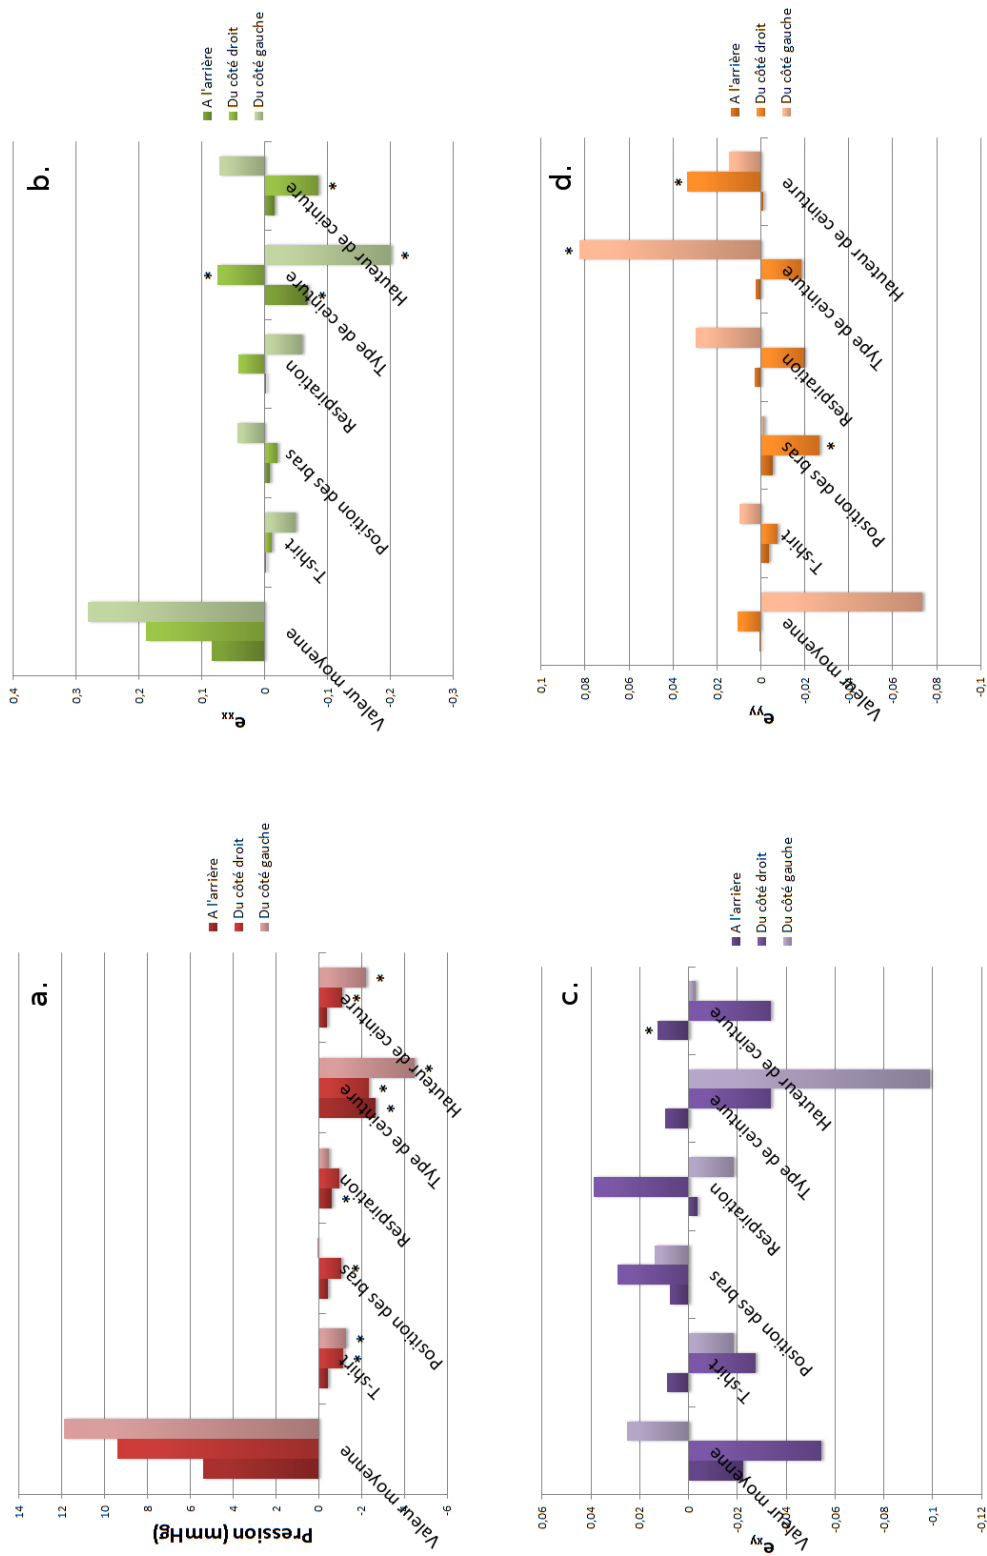 a.
14
12
10
8
6
4
2
0
-2
-4
-6
Pression (mmHg)
Valeur moyenne
T-shirt
Position des bras
Respiration
Type de ceinture
Hauteur de ceinture
* * * * * * * * *
A l'arrière
Du côté droit
Du côté gauche
b.
0,4
0,3
0,2
0,1
0
-0,1
-0,2
-0,3
exx
Valeur moyenne
T-shirt
Position des bras
Respiration
Type de ceinture
Hauteur de ceinture
* * * *
A l'arrière
Du côté droit
Du côté gauche
c.
0,06
0,04
0,02
0
-0,02
-0,04
-0,06
-0,08
-0,1
-0,12
exy
Valeur moyenne
T-shirt
Position des bras
Respiration
Type de ceinture
Hauteur de ceinture
*
A l'arrière
Du côté droit
Du côté gauche
d.
0,1
0,08
0,06
0,04
0,02
0
-0,02
-0,04
-0,06
-0,08
-0,1
eyy
Valeur moyenne
T-shirt
Position des bras
Respiration
Type de ceinture
Hauteur de ceinture
* * *
A l'arrière
Du côté droit
Du côté gauche